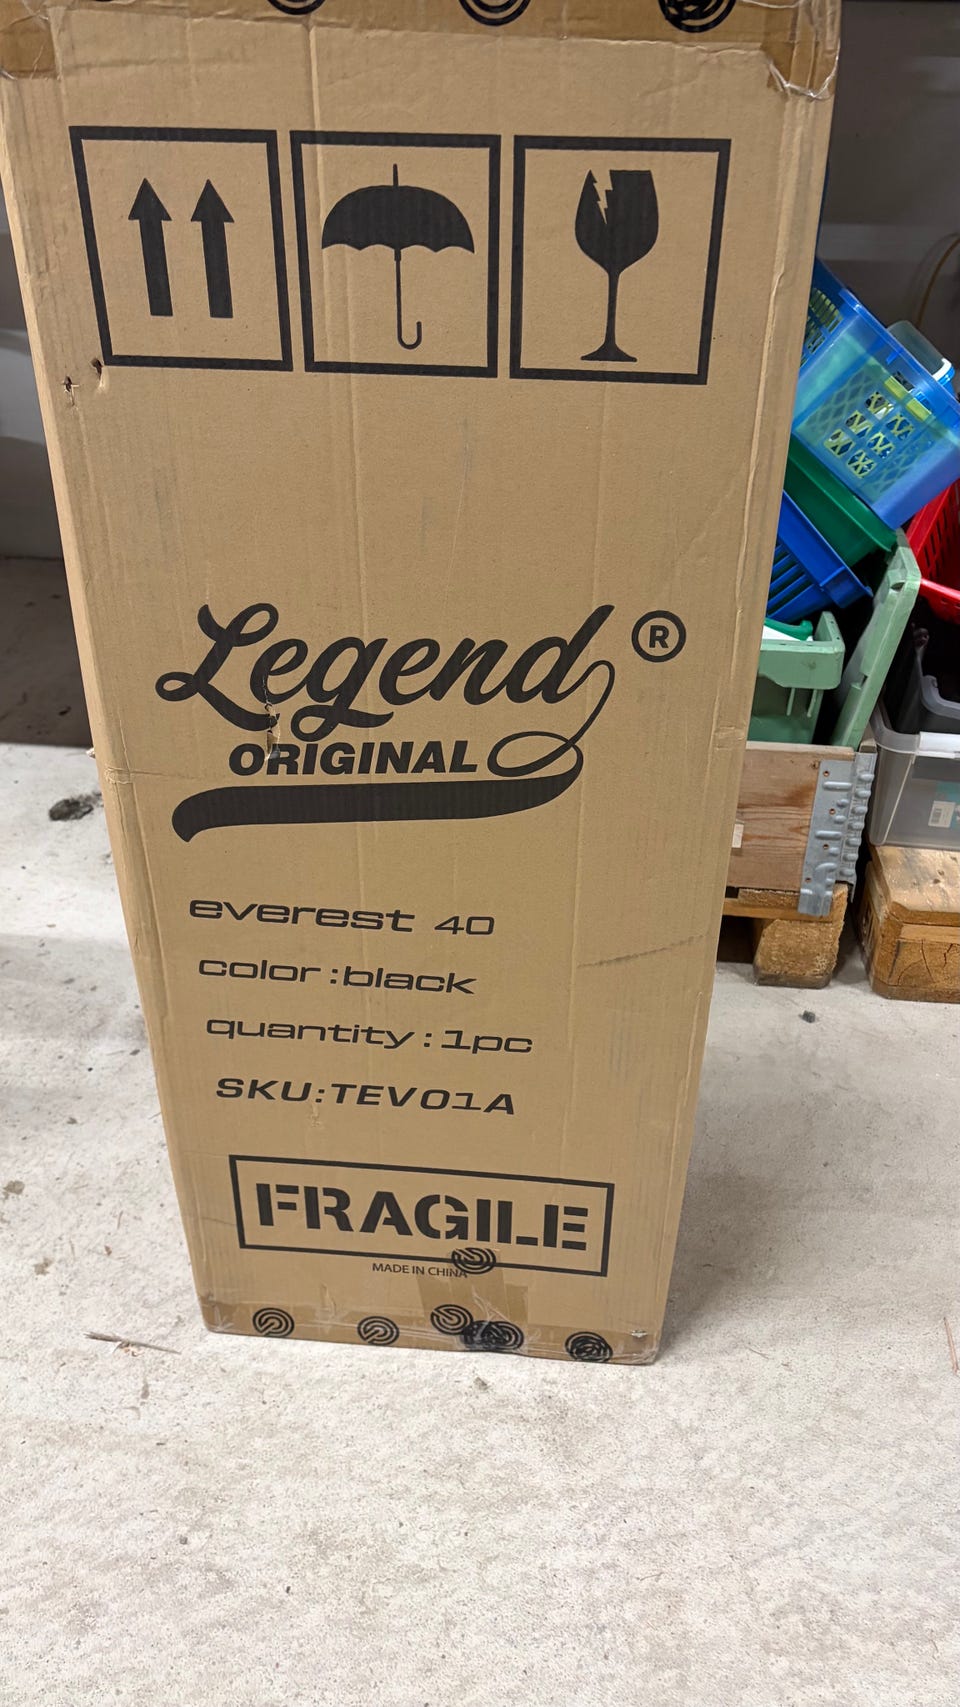 Legend ®
ORIGINAL
everest 40
color:black
quantity:1pc
SKU:TEV01A
FRAGILE
MADE IN CHINA